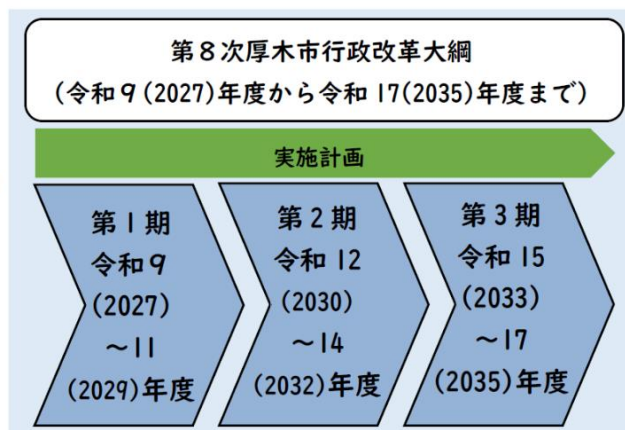 第8次厚木市行政改革大綱
(令和9(2027)年度から令和17(2035)年度まで)
実施計画
第1期
令和9
(2027)
～11
(2029)年度
第2期
令和12
(2030)
～14
(2032)年度
第3期
令和15
(2033)
～17
(2035)年度